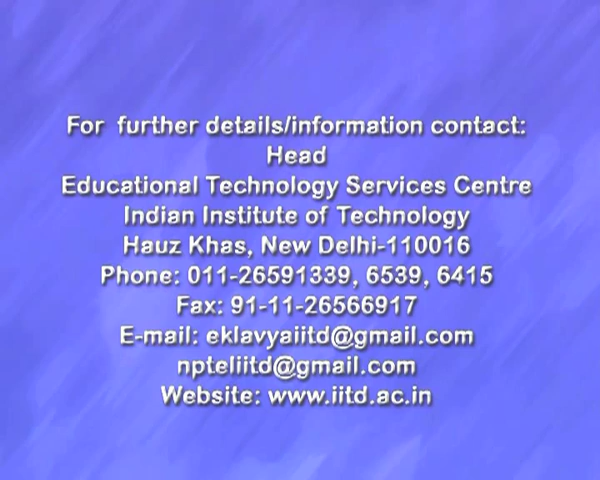 For further details/information contact:
Head
Educational Technology Services Centre
Indian Institute of Technology
Hauz Khas, New Delhi-110016
Phone: 011-26591339, 6539, 6415
Fax: 91-11-26566917
E-mail: eklavyaiitd@gmail.com
npteliitd@gmail.com
Website: www.iitd.ac.in